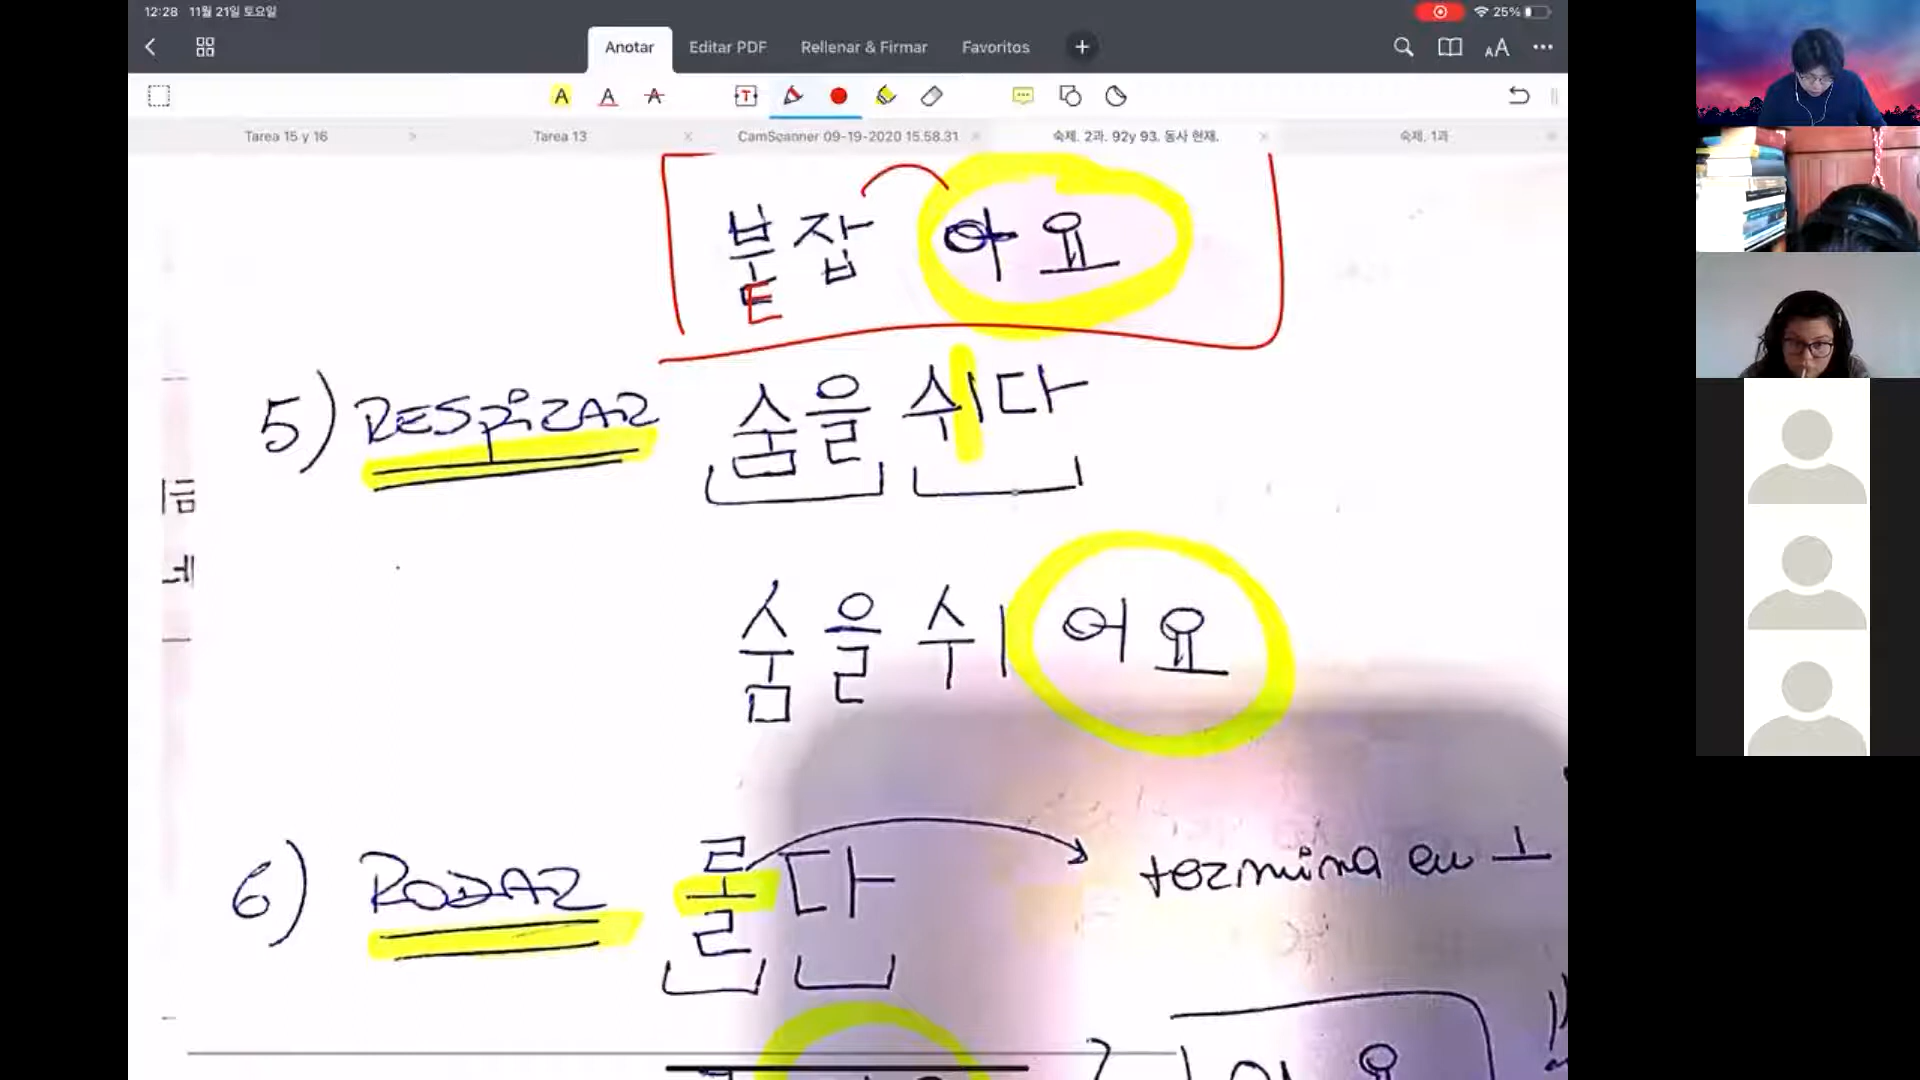 12:28 11월 21일 토요일
25%
Anotar Editar PDF Rellenar & Firmar Favoritos
AA
A A A T
Tarea 15 y 16 Tarea 13 CamScanner 09-19-2020 15.58.31 숙제. 2과. 92y 93. 동사 현재. 숙제. 1과
붙잡 아요
5) RESPIRAR 숨을 쉬다
숨을 쉬어요
6) RODAR 롤다 termina en ㅗ